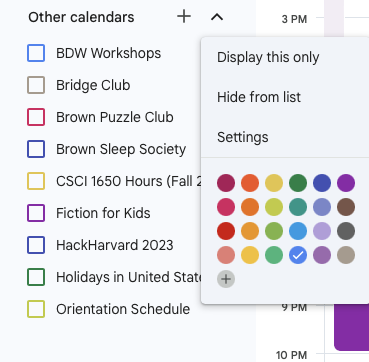 Other calendars
BDW Workshops
Bridge Club
Brown Puzzle Club
Brown Sleep Society
CSCI 1650 Hours (Fall 2
Fiction for Kids
HackHarvard 2023
Holidays in United State
Orientation Schedule
Display this only
Hide from list
Settings
3 PM
9 PM
10 PM